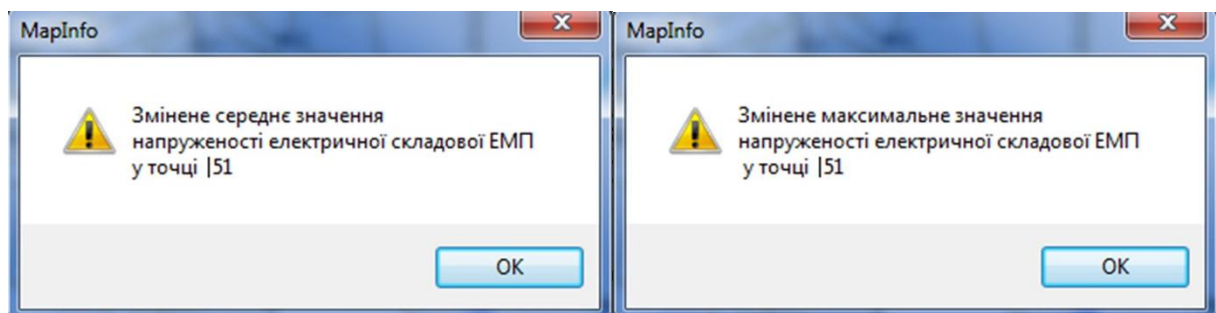 MapInfo
Змінене середнє значення
напруженості електричної складової ЕМП
у точці |51
OK
MapInfo
Змінене максимальне значення
напруженості електричної складової ЕМП
у точці |51
OK